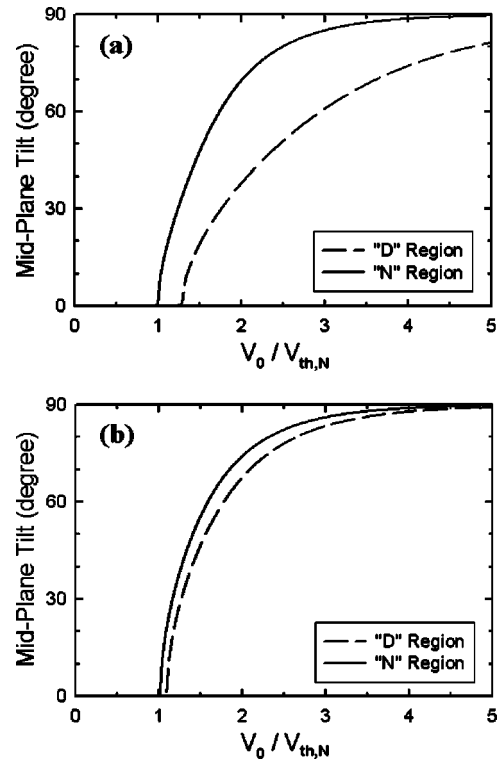 90
(a)
60
Mid-Plane Tilt (degree)
30
"D" Region
"N" Region
0
0 1 2 3 4 5
V0 / Vth,N
90
(b)
60
Mid-Plane Tilt (degree)
30
"D" Region
"N" Region
0
0 1 2 3 4 5
V0 / Vth,N